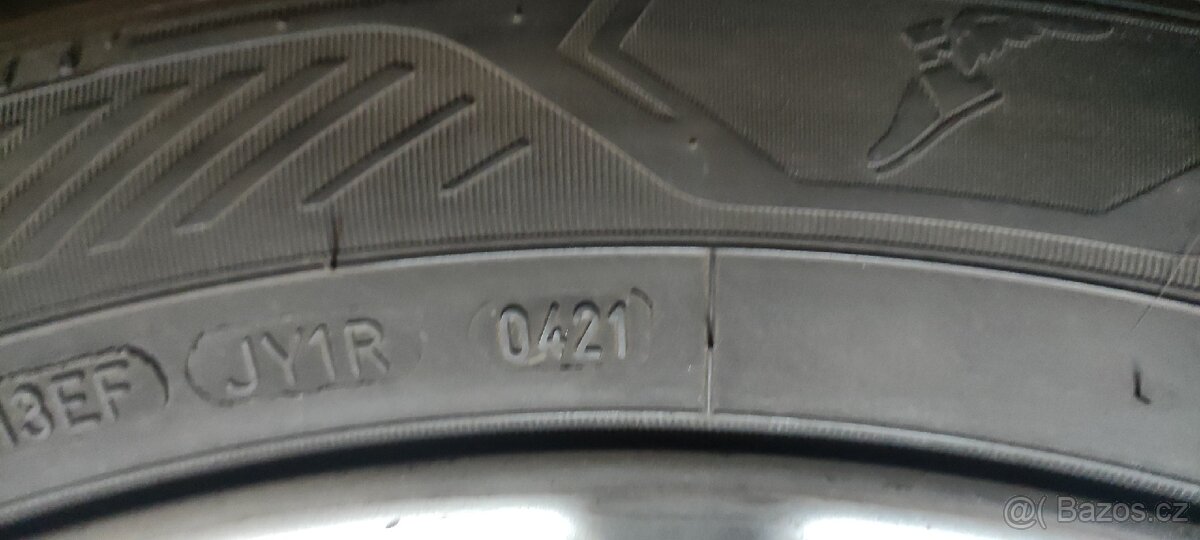 3EF JY1R 0421
@( Bazos.cz